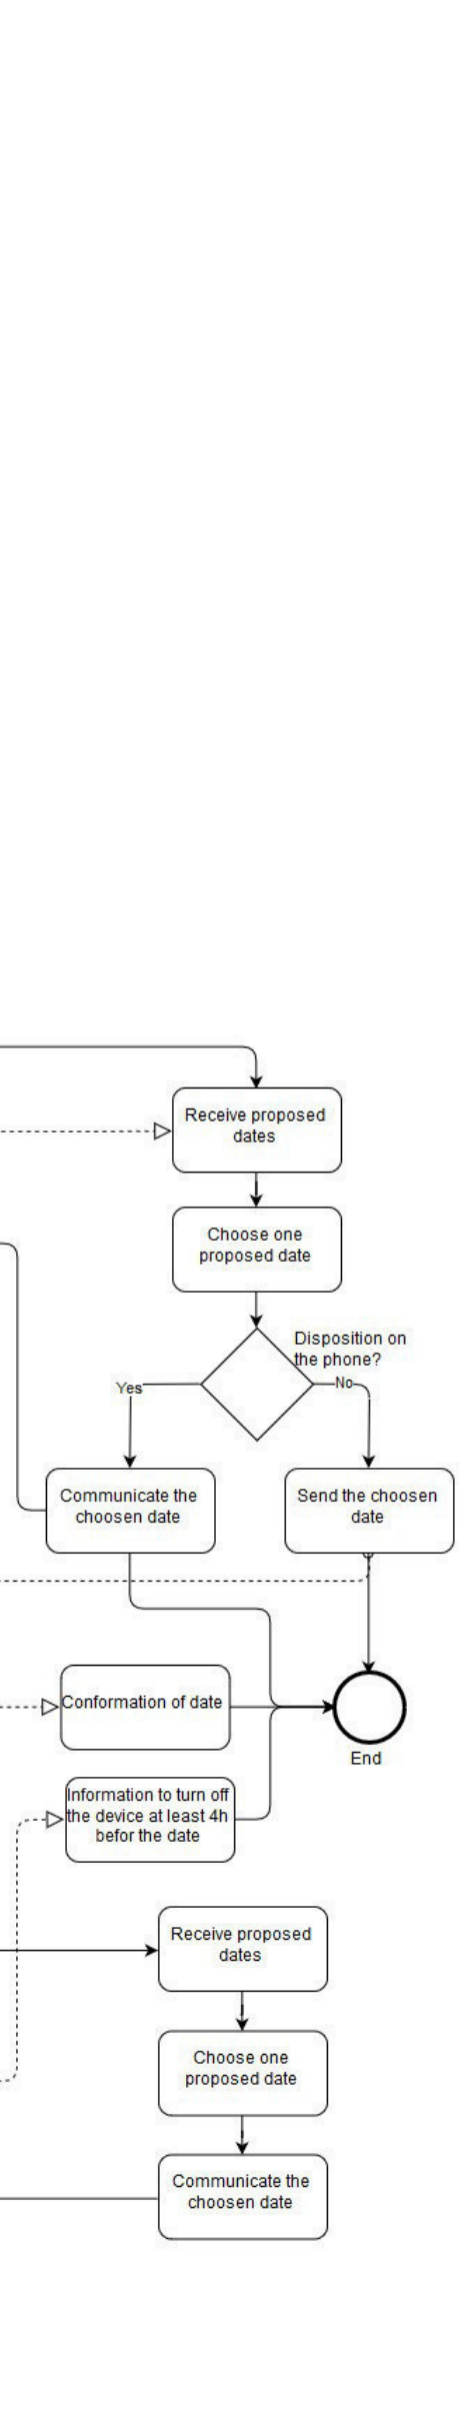 Receive proposed
dates
Choose one
proposed date
Disposition on
the phone?
Yes
No
Communicate the
choosen date
Send the choosen
date
Conformation of date
End
Information to turn off
the device at least 4h
befor the date
Receive proposed
dates
Choose one
proposed date
Communicate the
choosen date